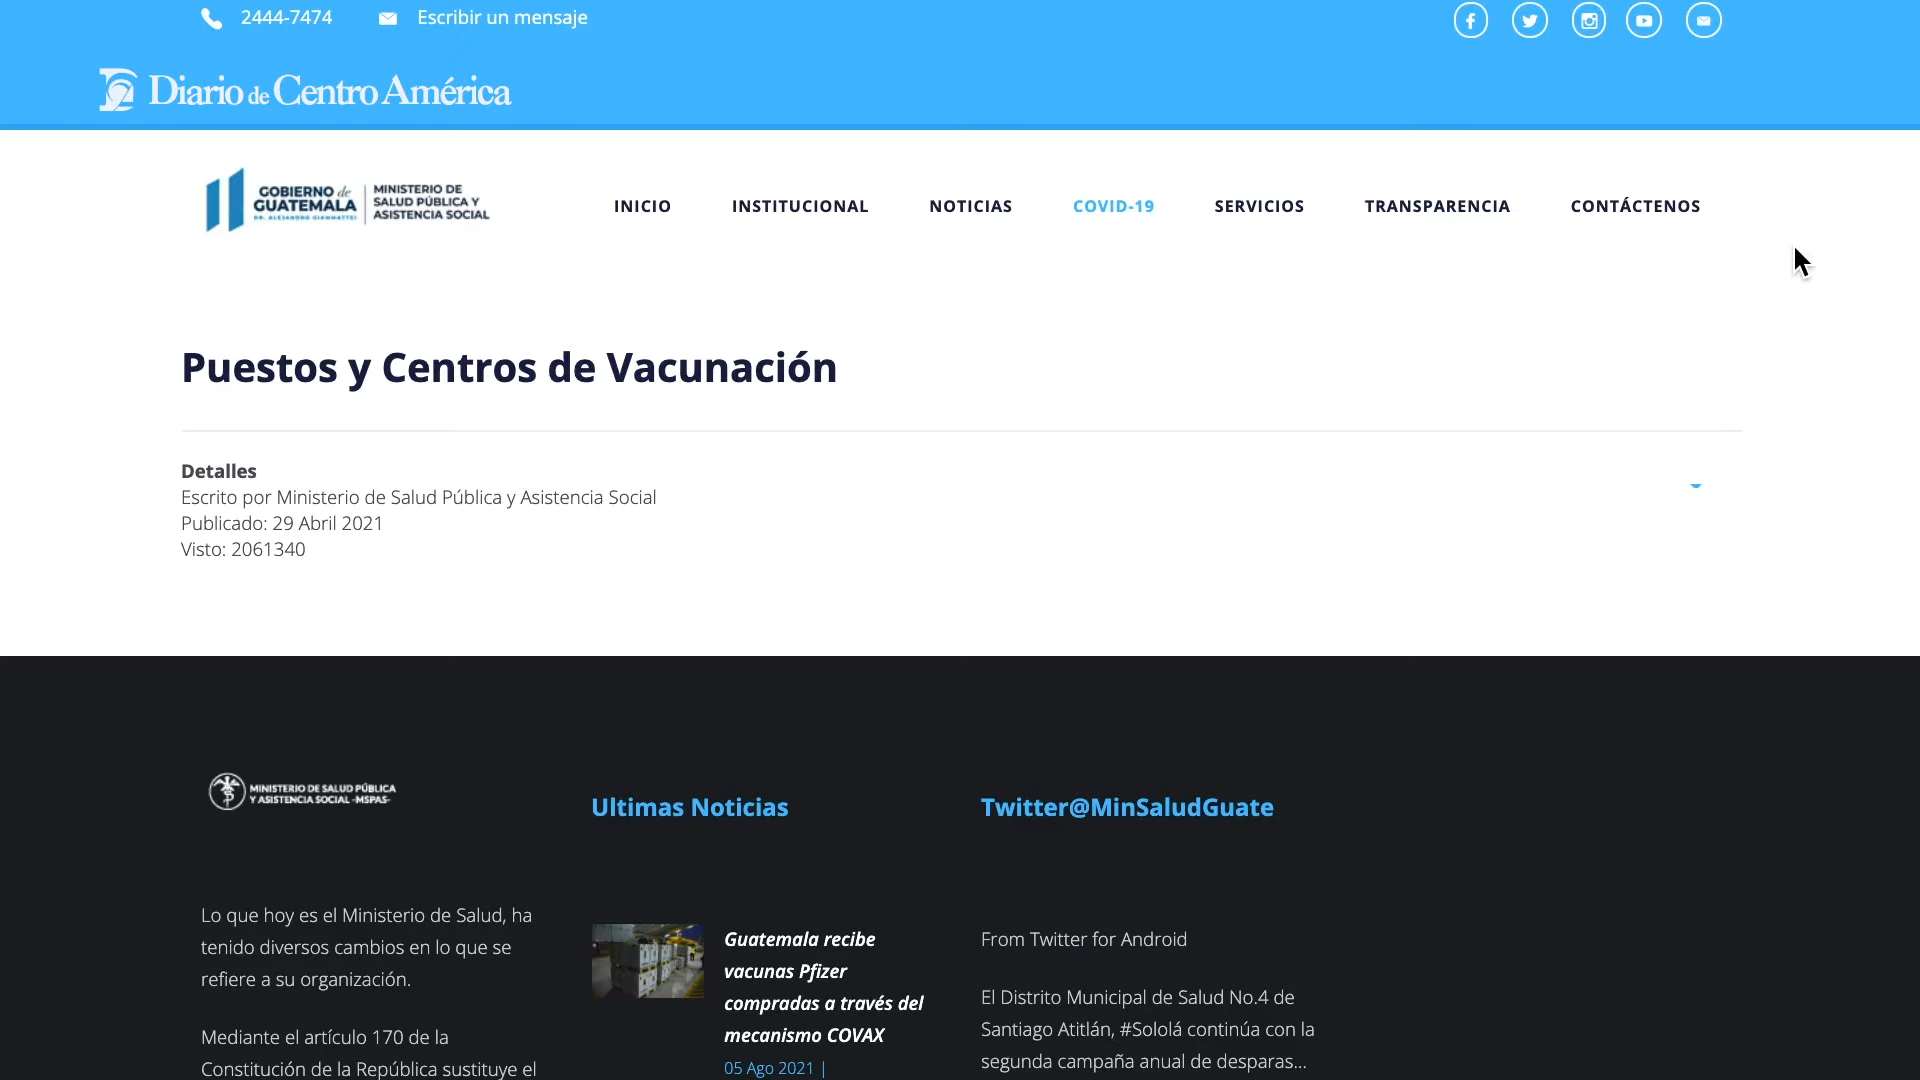 2444-7474
Escribir un mensaje
Diario de Centro América
GOBIERNO de
GUATEMALA
DR. ALEJANDRO GIAMMATTEI
MINISTERIO DE
SALUD PÚBLICA Y
ASISTENCIA SOCIAL
INICIO
INSTITUCIONAL
NOTICIAS
COVID-19
SERVICIOS
TRANSPARENCIA
CONTÁCTENOS
Puestos y Centros de Vacunación
Detalles
Escrito por Ministerio de Salud Pública y Asistencia Social
Publicado: 29 Abril 2021
Visto: 2061340
MINISTERIO DE SALUD PÚBLICA
Y ASISTENCIA SOCIAL -MSPAS-
Lo que hoy es el Ministerio de Salud, ha
tenido diversos cambios en lo que se
refiere a su organización.
Mediante el artículo 170 de la
Constitución de la República sustituye el
Ultimas Noticias
Guatemala recibe
vacunas Pfizer
compradas a través del
mecanismo COVAX
05 Ago 2021 |
Twitter@MinSaludGuate
From Twitter for Android
El Distrito Municipal de Salud No.4 de
Santiago Atitlán, #Sololá continúa con la
segunda campaña anual de desparas...